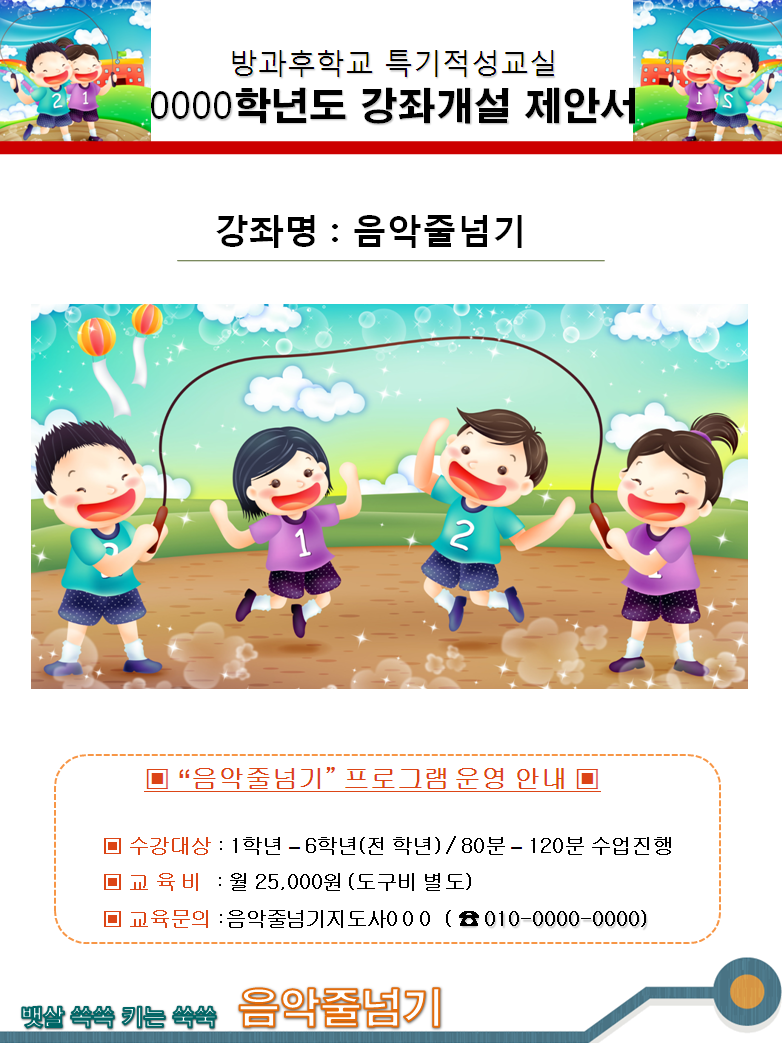 방과후학교 특기적성교실
0000학년도 강좌개설 제안서
강좌명 : 음악줄넘기
2
1
2
1
▣ “음악줄넘기” 프로그램 운영 안내 ▣
▣ 수강대상 : 1학년 – 6학년(전 학년) / 80분 – 120분 수업진행
▣ 교 육 비 : 월 25,000원 (도구비 별도)
▣ 교육문의 : 음악줄넘기지도사0 0 0 ( ☎ 010-0000-0000)
뱃살 쏙쏙 키는 쑥쑥 음악줄넘기